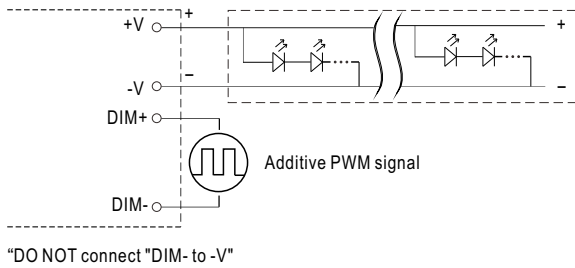 +V + +
-V – –
DIM+
Additive PWM signal
DIM-
“DO NOT connect "DIM- to -V"